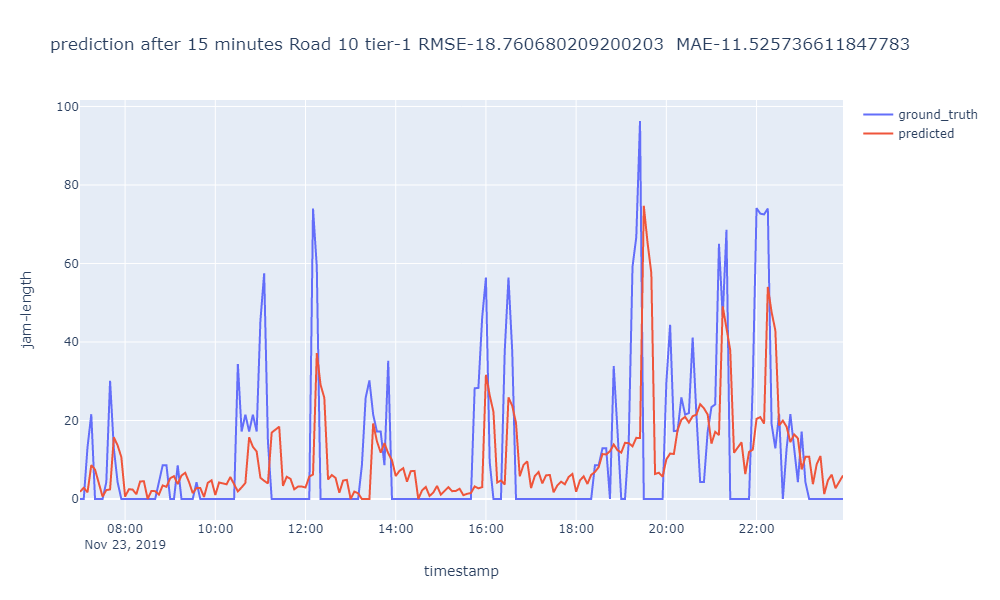 prediction after 15 minutes Road 10 tier-1 RMSE-18.760680209200203  MAE-11.525736611847783
ground_truth
predicted
100
80
60
40
20
0
jam-length
08:00 10:00 12:00 14:00 16:00 18:00 20:00 22:00
Nov 23, 2019
timestamp